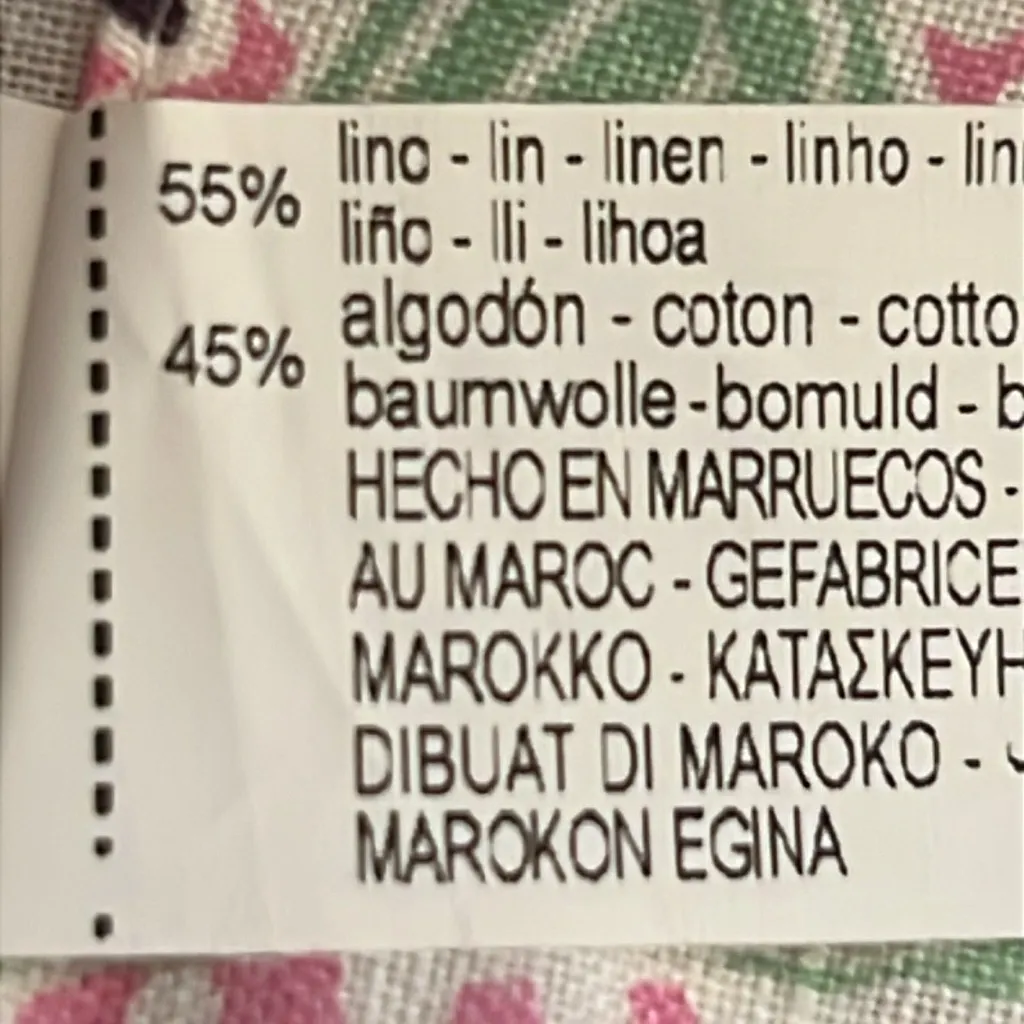 55% lino - lin - linen - linho - lin
liño - lli - lihoa
45% algodón - coton - cotto
baumwolle-bomuld - b
HECHO EN MARRUECOS -
AU MAROC - GEFABRICE
MAROKKO - ΚΑΤΑΣΚΕΥΗ
DIBUAT DI MAROKO -
MAROKON EGINA